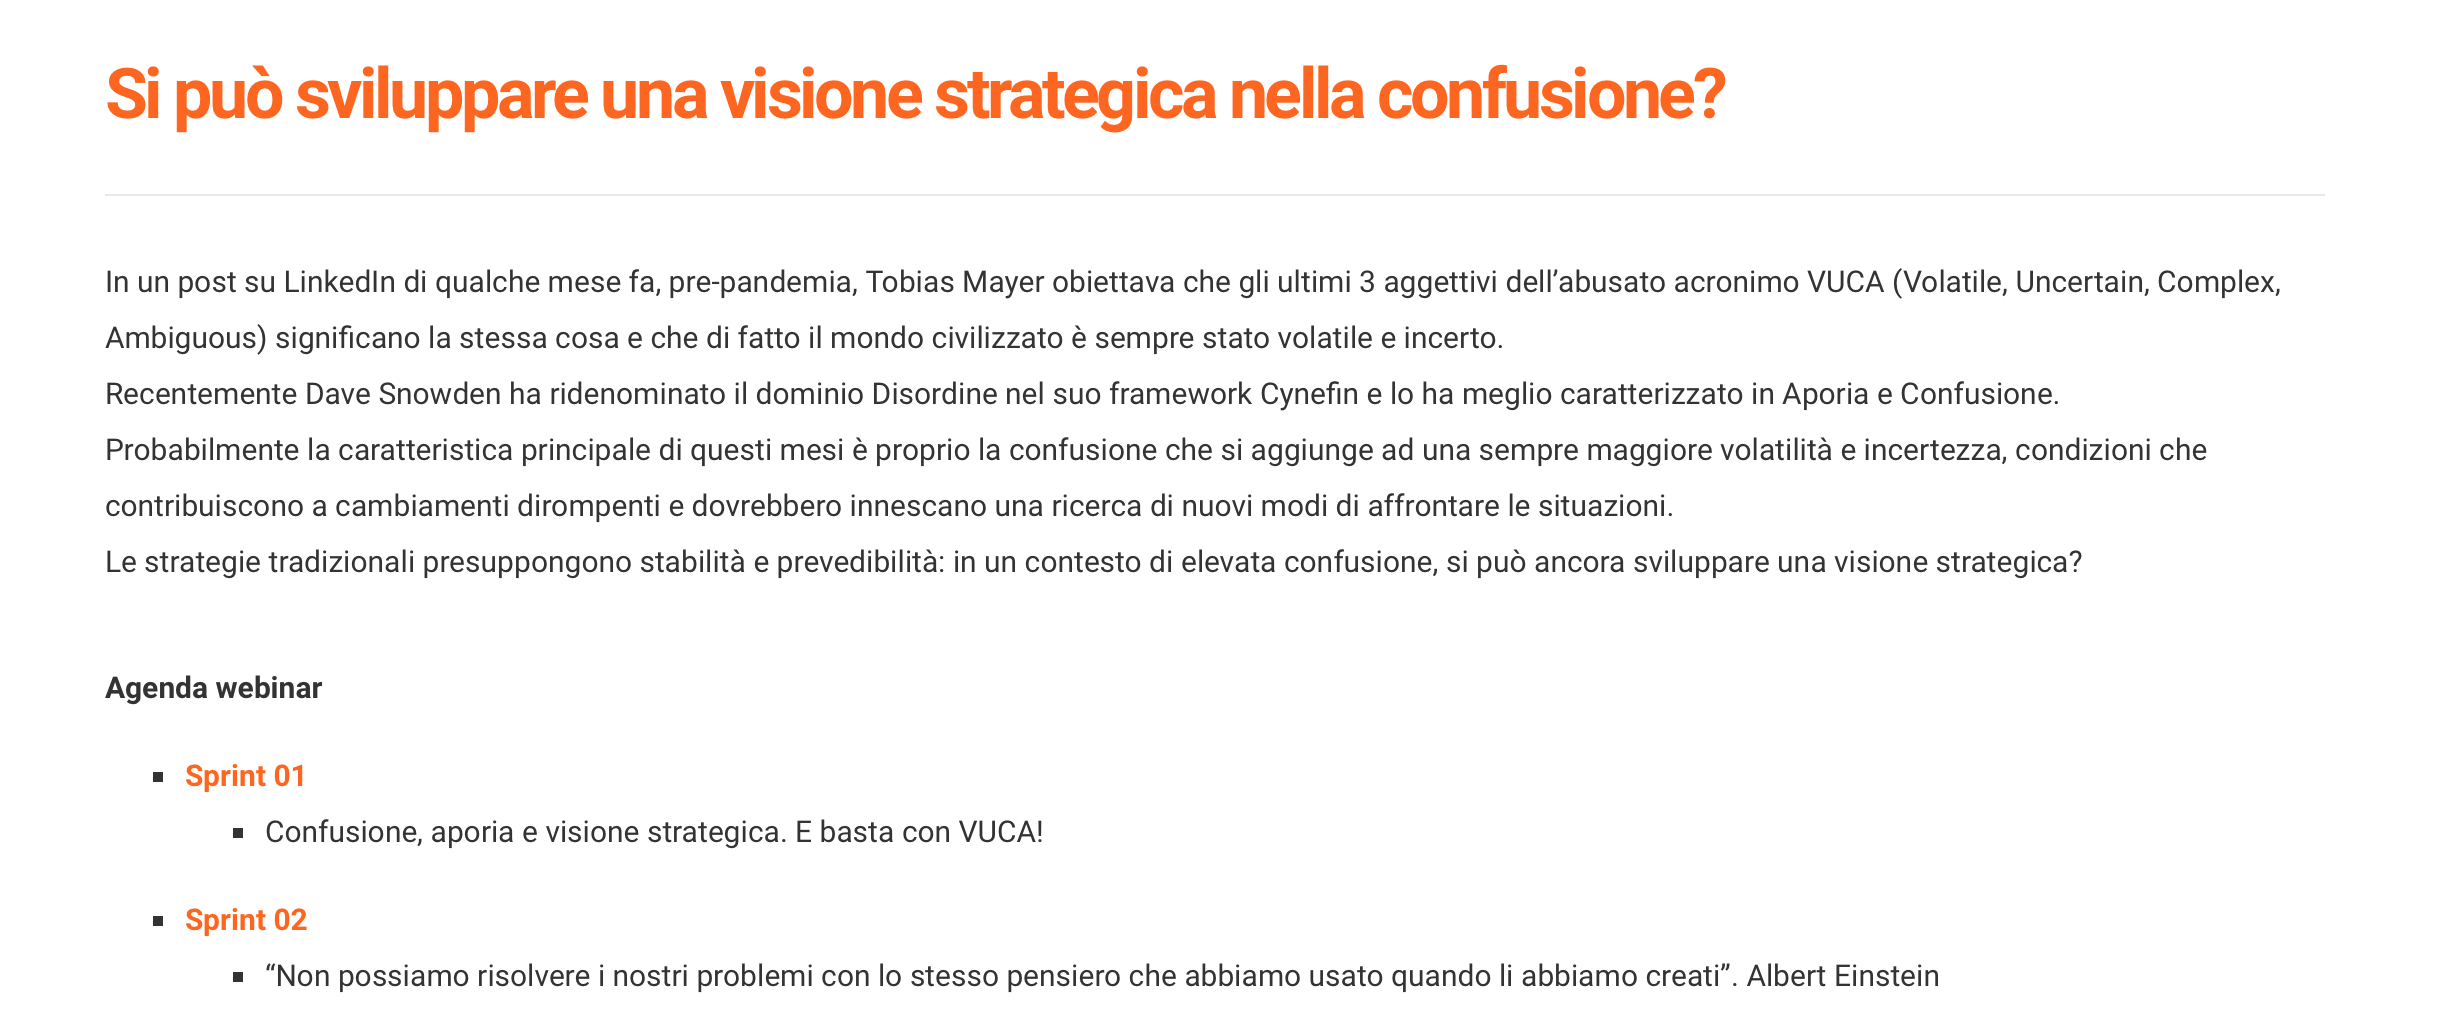 Si può sviluppare una visione strategica nella confusione?
In un post su LinkedIn di qualche mese fa, pre-pandemia, Tobias Mayer obiettava che gli ultimi 3 aggettivi dell’abusato acronimo VUCA (Volatile, Uncertain, Complex,
Ambiguous) significano la stessa cosa e che di fatto il mondo civilizzato è sempre stato volatile e incerto.
Recentemente Dave Snowden ha ridenominato il dominio Disordine nel suo framework Cynefin e lo ha meglio caratterizzato in Aporia e Confusione.
Probabilmente la caratteristica principale di questi mesi è proprio la confusione che si aggiunge ad una sempre maggiore volatilità e incertezza, condizioni che
contribuiscono a cambiamenti dirompenti e dovrebbero innescano una ricerca di nuovi modi di affrontare le situazioni.
Le strategie tradizionali presuppongono stabilità e prevedibilità: in un contesto di elevata confusione, si può ancora sviluppare una visione strategica?
Agenda webinar
▪ Sprint 01
▪ Confusione, aporia e visione strategica. E basta con VUCA!
▪ Sprint 02
▪ “Non possiamo risolvere i nostri problemi con lo stesso pensiero che abbiamo usato quando li abbiamo creati”. Albert Einstein